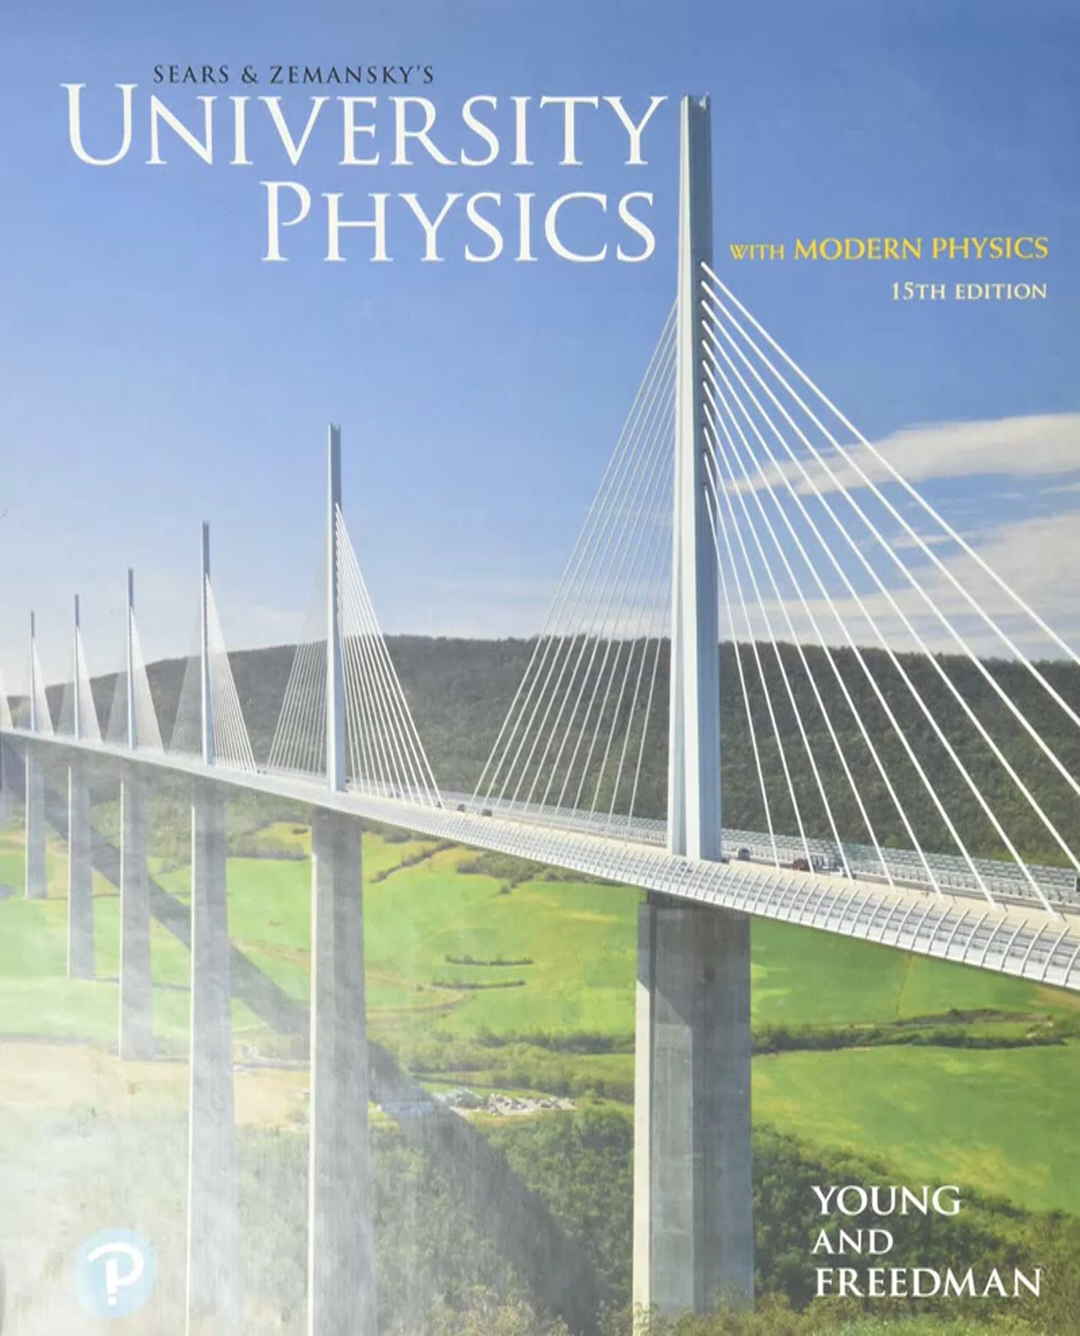 SEARS & ZEMANSKY'S
UNIVERSITY
PHYSICS
WITH MODERN PHYSICS
15TH EDITION
YOUNG
AND
FREEDMAN
P